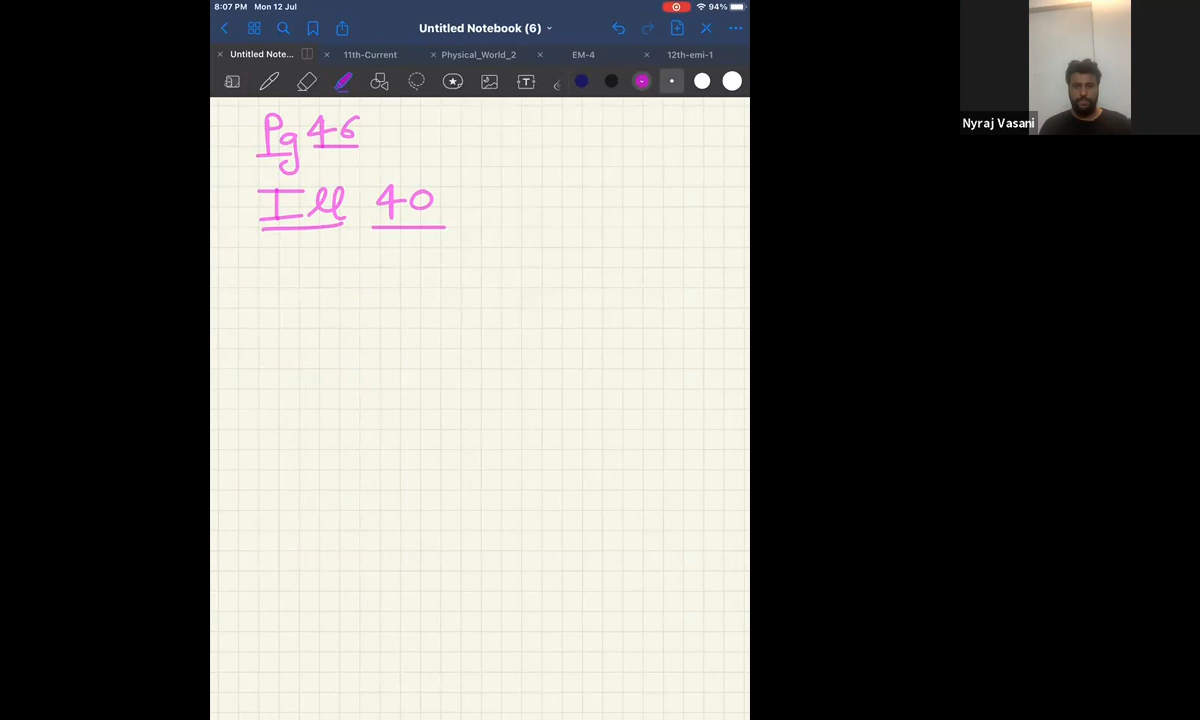 8:07 PM Mon 12 Jul 94%
Untitled Notebook (6)
Untitled Note... 11th-Current Physical_World_2 EM-4 12th-emi-1
Pg 46
Ill 40
Nyraj Vasani